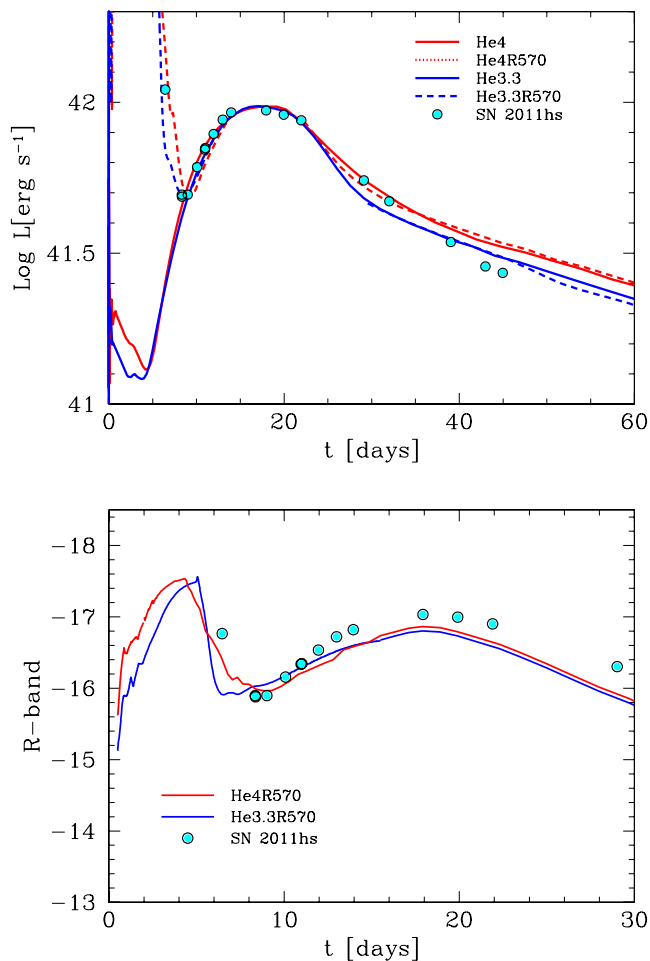 He4
He4R570
He3.3
He3.3R570
SN 2011hs
42
41.5
41
Log L[erg s⁻¹]
0
20
40
60
t [days]
−18
−17
−16
−15
−14
−13
R−band
He4R570
He3.3R570
SN 2011hs
0
10
20
30
t [days]